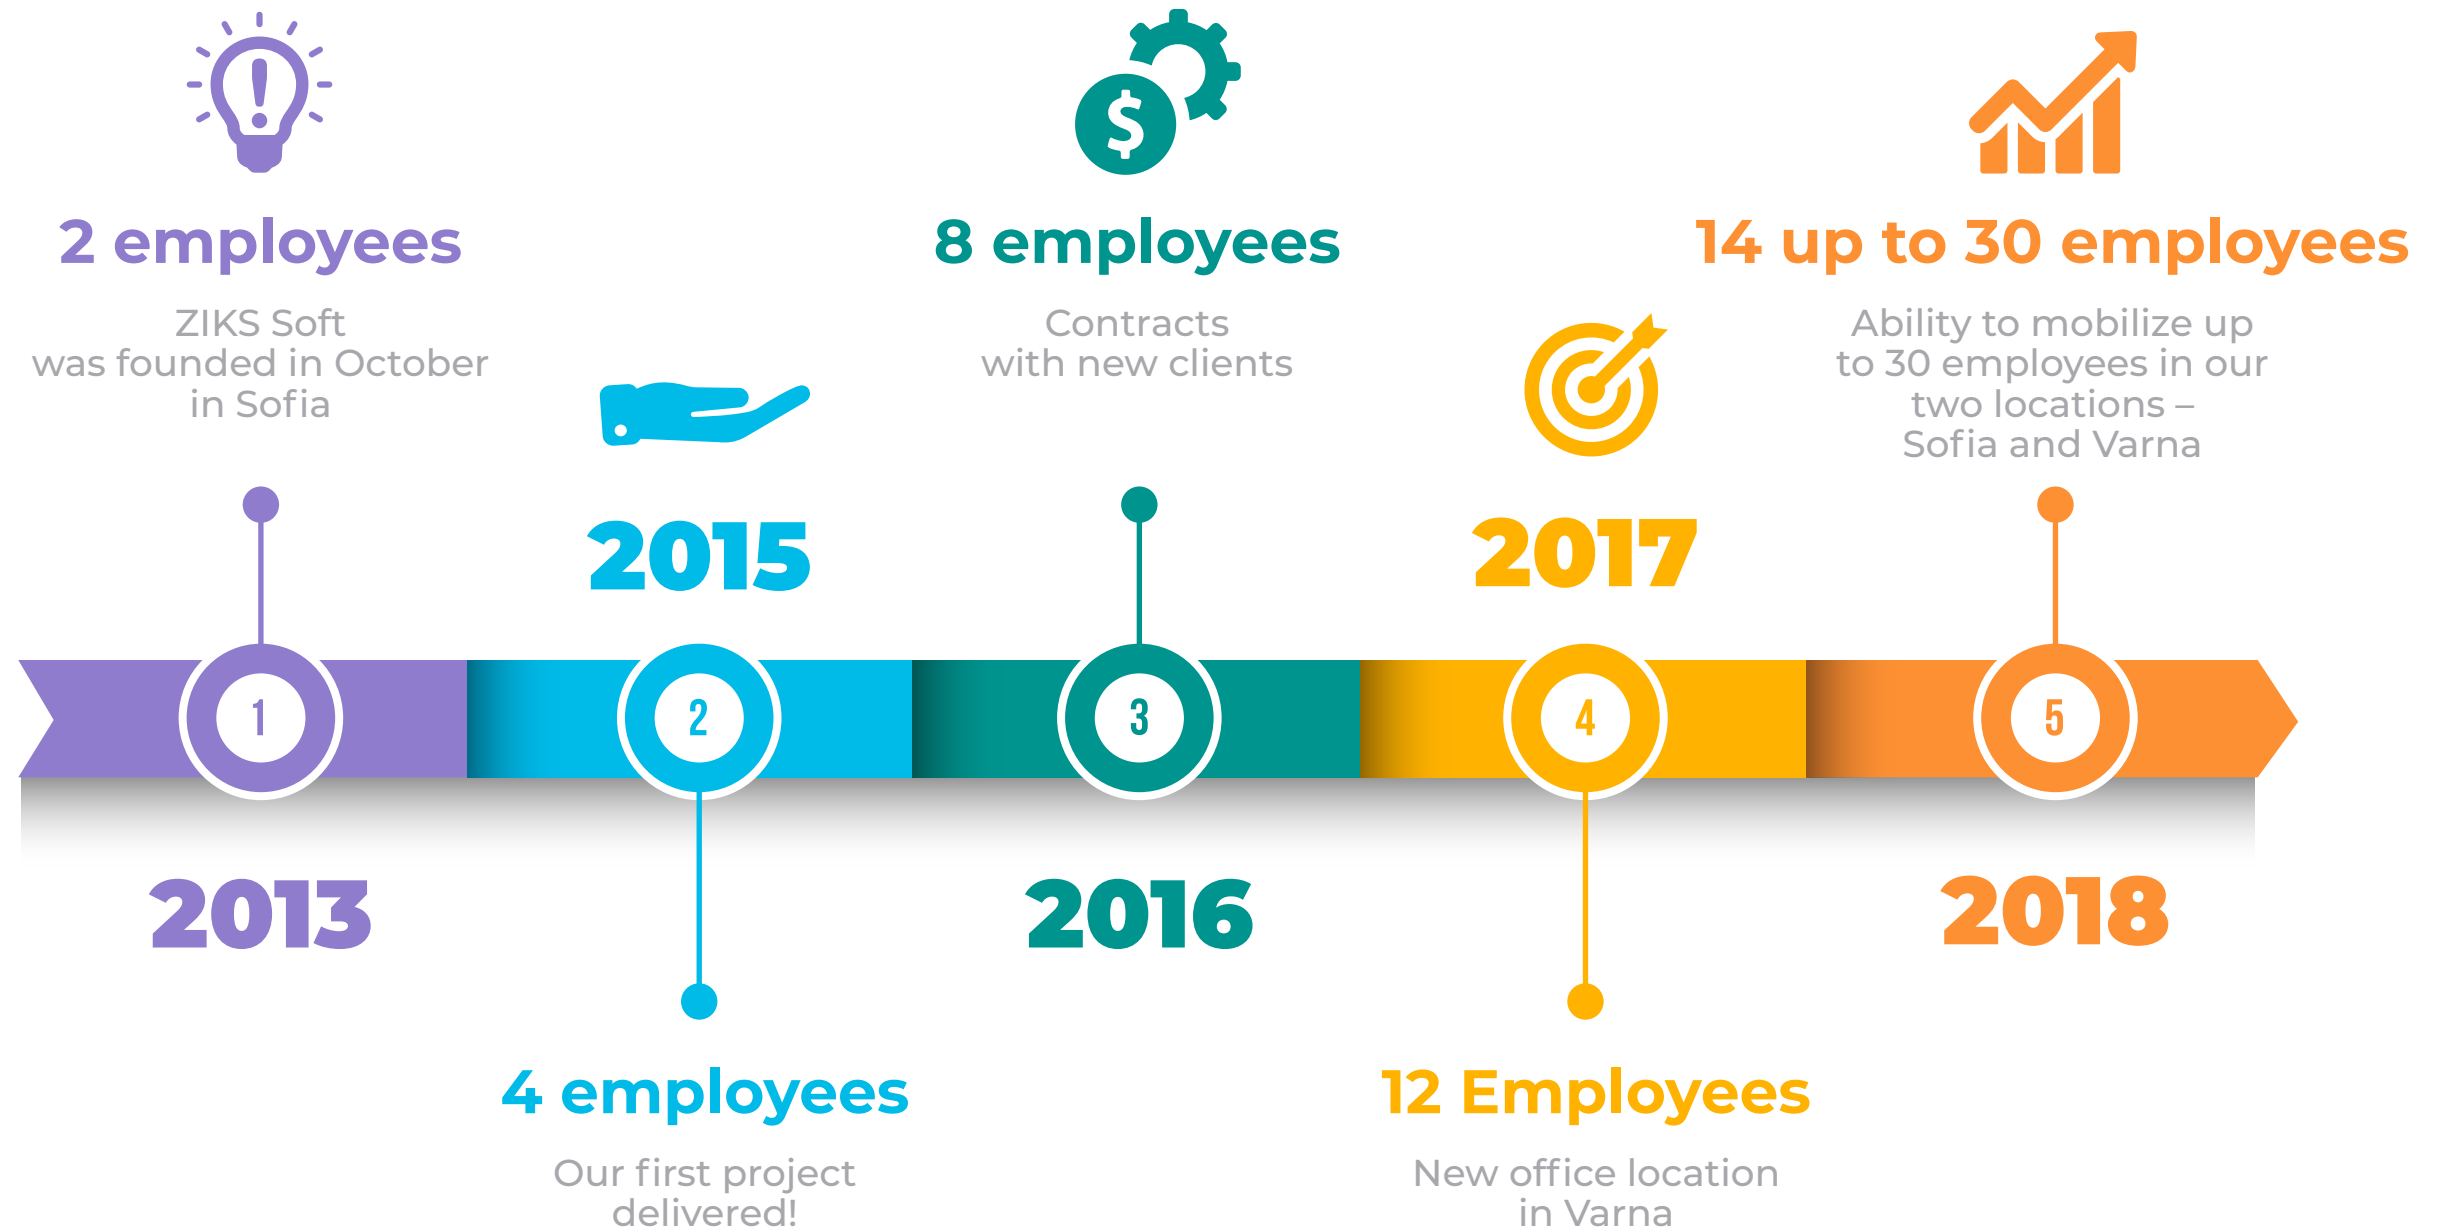 2 employees
ZIKS Soft
was founded in October
in Sofia
1
2013
2015
2
4 employees
Our first project
delivered!
$
8 employees
Contracts
with new clients
3
2016
2017
4
12 Employees
New office location
in Varna
14 up to 30 employees
Ability to mobilize up
to 30 employees in our
two locations –
Sofia and Varna
5
2018